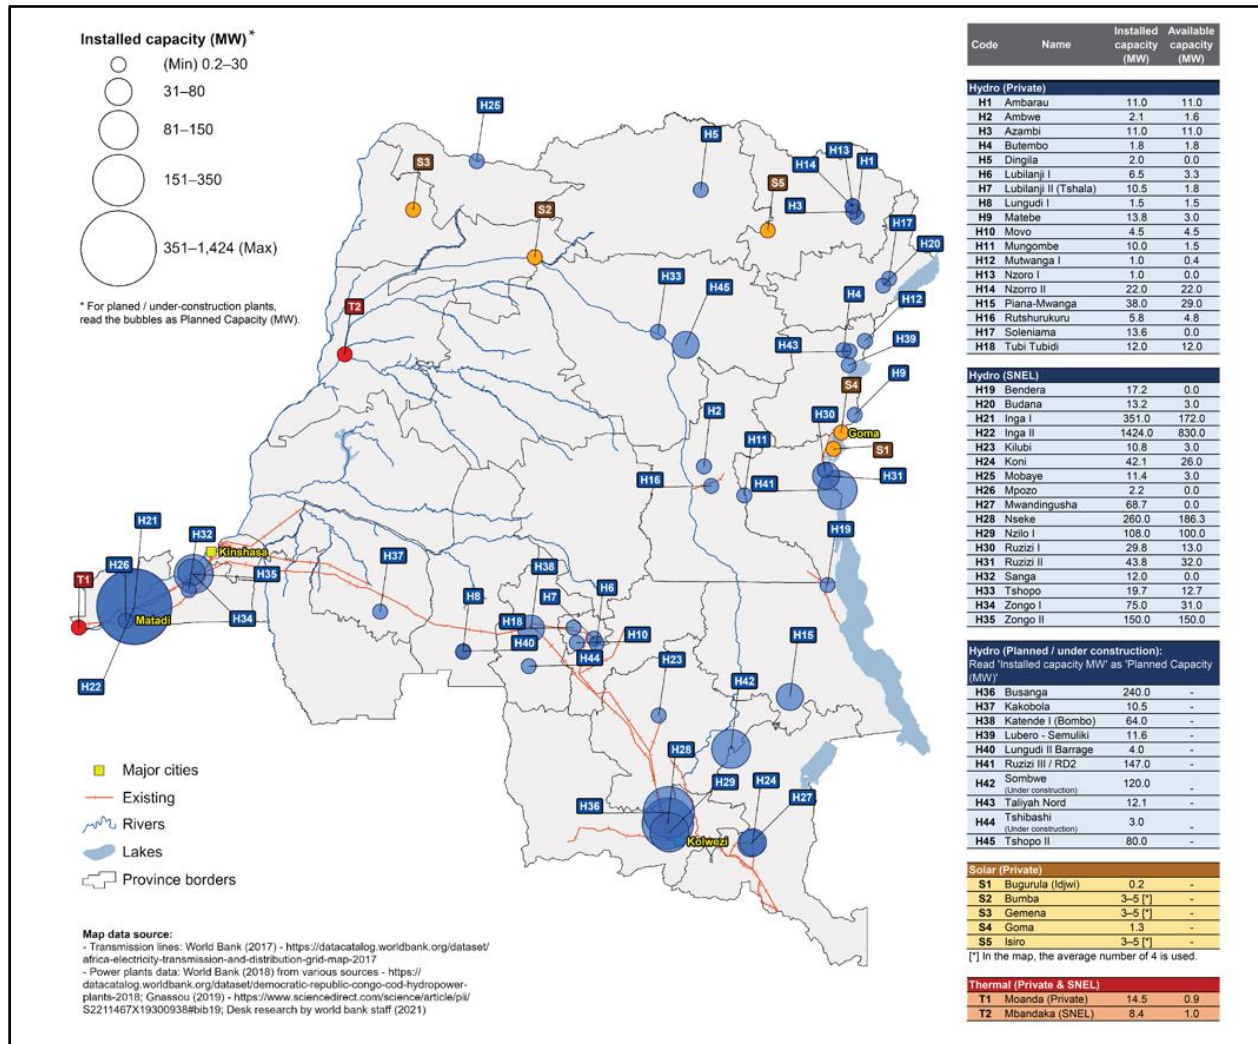 Installed capacity (MW) *
(Min) 0.2–30
31–80
81–150
151–350
351–1,424 (Max)
* For planed / under-construction plants,
read the bubbles as Planned Capacity (MW).
H25
H5
H13
H14
H1
S3
S5
S2
H3
H17
H20
H33
H45
H4
H12
T2
H43
H39
S4
H9
H2
H30
Goma
H11
S1
H16
H41
H31
H21
H32
Kinshasa
H19
H26
H37
H38
T1
H35
H7
H6
H8
Matadi
H34
H18
H10
H15
H40
H44
H23
H42
H22
H28
H29
H24
H36
H27
Kolwezi
Major cities
Existing
Rivers
Lakes
Province borders
Map data source:
- Transmission lines: World Bank (2017) - https://datacatalog.worldbank.org/dataset/
africa-electricity-transmission-and-distribution-grid-map-2017
- Power plants data: World Bank (2018) from various sources - https://
datacatalog.worldbank.org/dataset/democratic-republic-congo-cod-hydropower-
plants-2018; Gnassou (2019) - https://www.sciencedirect.com/science/article/pii/
S2211467X19300938#bib19; Desk research by world bank staff (2021)
Code Name Installed capacity (MW) Available capacity (MW)
Hydro (Private)
H1 Ambarau 11.0 11.0
H2 Ambwe 2.1 1.6
H3 Azambi 11.0 11.0
H4 Butembo 1.8 1.8
H5 Dingila 2.0 0.0
H6 Lubilanji I 6.5 3.3
H7 Lubilanji II (Tshala) 10.5 1.8
H8 Lungudi I 1.5 1.5
H9 Matebe 13.8 3.0
H10 Movo 4.5 4.5
H11 Mungombe 10.0 1.5
H12 Mutwanga I 1.0 0.4
H13 Nzoro I 1.0 0.0
H14 Nzorro II 22.0 22.0
H15 Piana-Mwanga 38.0 29.0
H16 Rutshurukuru 5.8 4.8
H17 Soleniama 13.6 0.0
H18 Tubi Tubidi 12.0 12.0
Hydro (SNEL)
H19 Bendera 17.2 0.0
H20 Budana 13.2 3.0
H21 Inga I 351.0 172.0
H22 Inga II 1424.0 830.0
H23 Kilubi 10.8 3.0
H24 Koni 42.1 26.0
H25 Mobaye 11.4 3.0
H26 Mpozo 2.2 0.0
H27 Mwandingusha 68.7 0.0
H28 Nseke 260.0 186.3
H29 Nzilo I 108.0 100.0
H30 Ruzizi I 29.8 13.0
H31 Ruzizi II 43.8 32.0
H32 Sanga 12.0 0.0
H33 Tshopo 19.7 12.7
H34 Zongo I 75.0 31.0
H35 Zongo II 150.0 150.0
Hydro (Planned / under construction):
Read 'Installed capacity MW' as 'Planned Capacity
(MW)'
H36 Busanga 240.0 -
H37 Kakobola 10.5 -
H38 Katende I (Bombo) 64.0 -
H39 Lubero - Semuliki 11.6 -
H40 Lungudi II Barrage 4.0 -
H41 Ruzizi III / RD2 147.0 -
H42 Sombwe (Under construction) 120.0 -
H43 Taliyah Nord 12.1 -
H44 Tshibashi (Under construction) 3.0 -
H45 Tshopo II 80.0 -
Solar (Private)
S1 Bugurula (Idjwi) 0.2 -
S2 Bumba 3–5 [*] -
S3 Gemena 3–5 [*] -
S4 Goma 1.3 -
S5 Isiro 3–5 [*] -
[*] In the map, the average number of 4 is used.
Thermal (Private & SNEL)
T1 Moanda (Private) 14.5 0.9
T2 Mbandaka (SNEL) 8.4 1.0